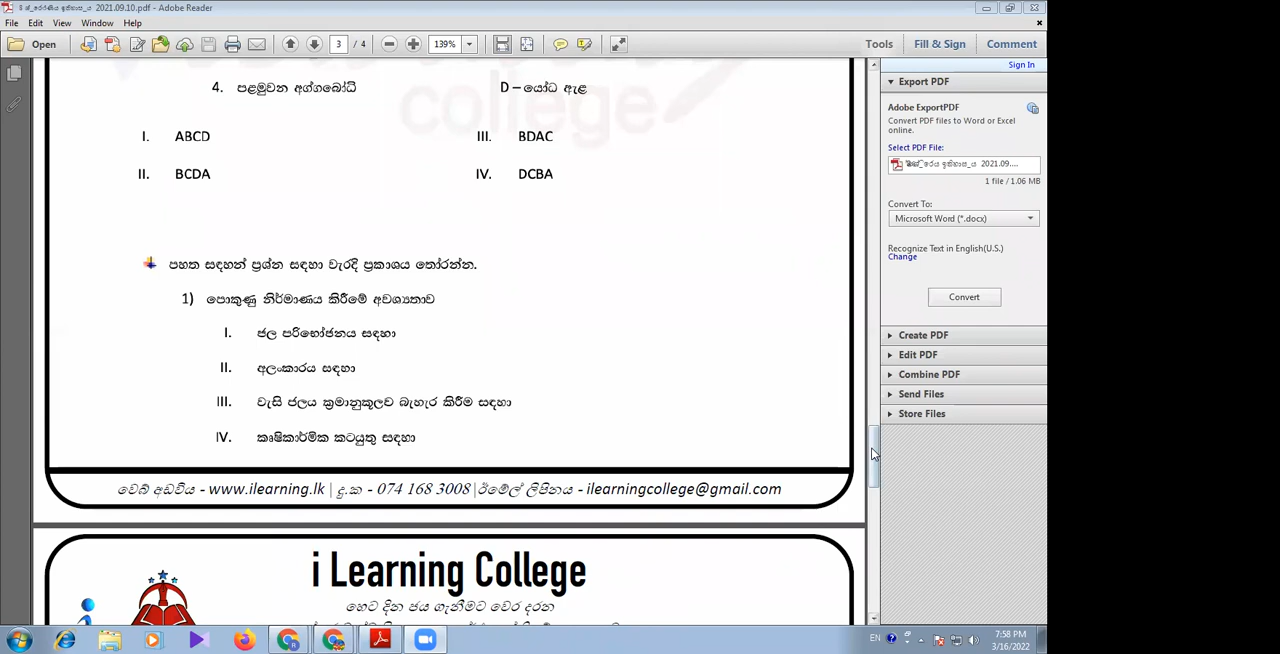 2021.09.10.pdf - Adobe Reader
File Edit View Window Help
Open 3 / 4 139% Tools Fill & Sign Comment
Sign In
4. පළමුවන අග්ගබෝධි D – යෝධ ඇළ
college
I. ABCD III. BDAC
II. BCDA IV. DCBA
පහත සඳහන් ප්‍රශ්න සඳහා වැරදි ප්‍රකාශය තෝරන්න.
1) පොකුණු නිර්මාණය කිරීමේ අවශ්‍යතාව
I. ජල පරිභෝජනය සඳහා
II. අලංකාරය සඳහා
III. වැසි ජලය ක්‍රමානුකූලව බැහැර කිරීම සඳහා
IV. කෘෂිකාර්මික කටයුතු සඳහා
වෙබ් අඩවිය - www.ilearning.lk | දු.ක - 074 168 3008 |ඊමේල් ලිපිනය - ilearningcollege@gmail.com
i Learning College
හෙට දින ජය ගැනීමට වෙර දරන
Export PDF
Adobe ExportPDF
Convert PDF files to Word or Excel
online.
Select PDF File:
ඉතිහාස_ය 2021.09....
1 file / 1.06 MB
Convert To:
Microsoft Word (*.docx)
Recognize Text in English(U.S.)
Change
Convert
Create PDF
Edit PDF
Combine PDF
Send Files
Store Files
EN 7:58 PM
3/16/2022